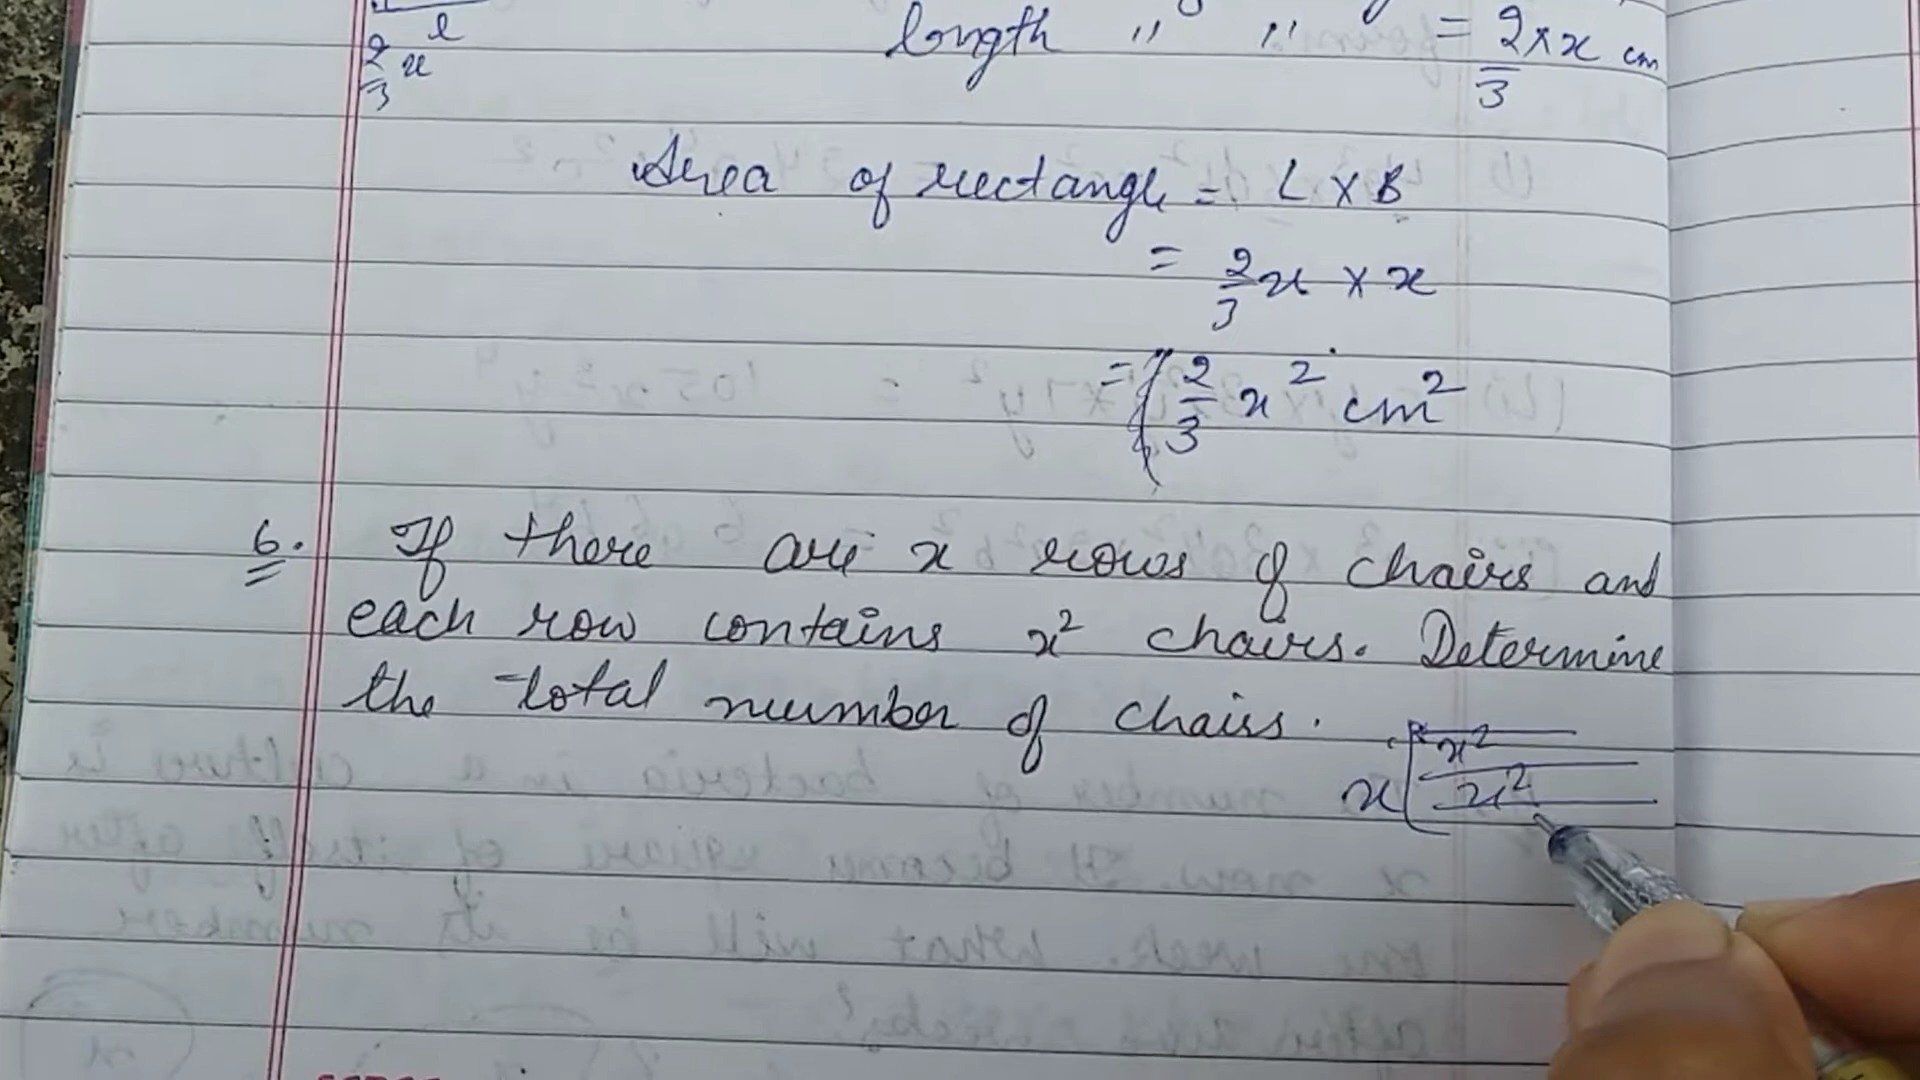 l
2/3 x
length " " = 2/3 × x cm
Area of rectangle = L × B
= 2/3 x × x
= 2/3 x² cm²
6. If there are x rows of chairs and
each row contains x² chairs. Determine
the total number of chairs.
x²
x x²